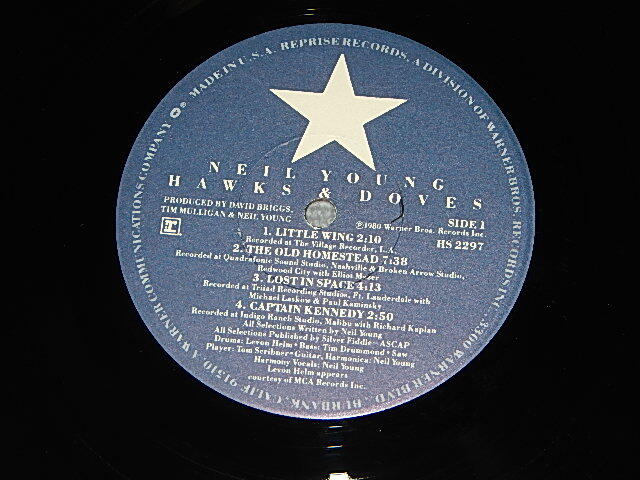 MADE IN U.S.A. REPRISE RECORDS, A DIVISION OF WARNER BROS. RECORDS INC., 3300 WARNER BLVD., BURBANK, CALIF. 91510. A WARNER COMMUNICATIONS COMPANY
NEIL YOUNG
HAWKS & DOVES
PRODUCED BY DAVID BRIGGS,
TIM MULLIGAN & NEIL YOUNG
SIDE 1
℗1980 Warner Bros. Records Inc.
HS 2297
1. LITTLE WING 2:10
Recorded at The Village Recorder, L.A.
2. THE OLD HOMESTEAD 7:38
Recorded at Quadrafonic Sound Studio, Nashville & Broken Arrow Studio,
Redwood City with Elliot Mazer
3. LOST IN SPACE 4:13
Recorded at Triiad Recording Studios, Ft. Lauderdale with
Michael Laskow & Paul Kaminsky
4. CAPTAIN KENNEDY 2:50
Recorded at Indigo Ranch Studio, Malibu with Richard Kaplan
All Selections Written by Neil Young
All Selections Published by Silver Fiddle—ASCAP
Drums: Levon Helm • Bass: Tim Drummond • Saw
Player: Tom Scribner • Guitar, Harmonica: Neil Young
Harmony Vocals: Neil Young
Levon Helm appears
courtesy of MCA Records Inc.